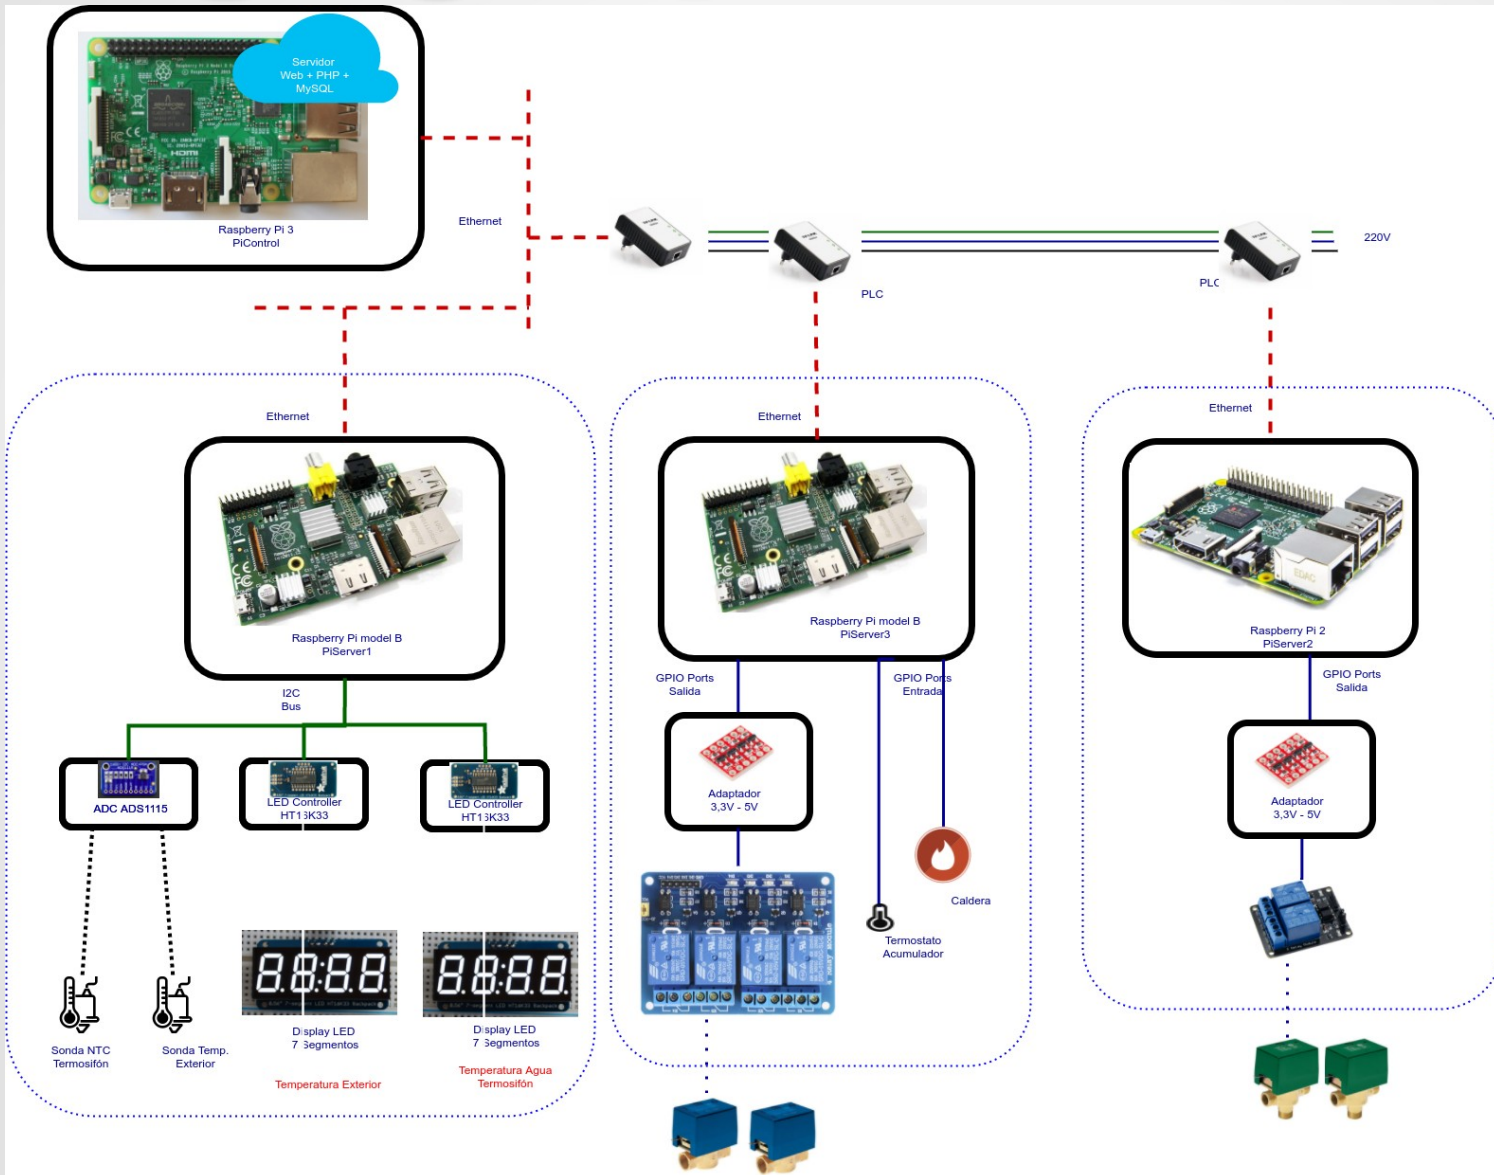 Servidor
Web + PHP +
MySQL
HDMI
Raspberry Pi 3
PiControl
Ethernet
220V
PLC
PLC
Ethernet
Ethernet
Ethernet
EDAC
Raspberry Pi model B
PiServer1
Raspberry Pi model B
PiServer3
Raspberry Pi 2
PiServer2
I2C
Bus
GPIO Ports
Salida
GPIO Ports
Entrada
GPIO Ports
Salida
ADC ADS1115
LED Controller
HT16K33
LED Controller
HT16K33
Adaptador
3,3V - 5V
Adaptador
3,3V - 5V
Caldera
Termostato
Acumulador
Sonda NTC
Termosifón
Sonda Temp.
Exterior
Display LED
7 Segmentos
Display LED
7 Segmentos
Temperatura Exterior
Temperatura Agua
Termosifón